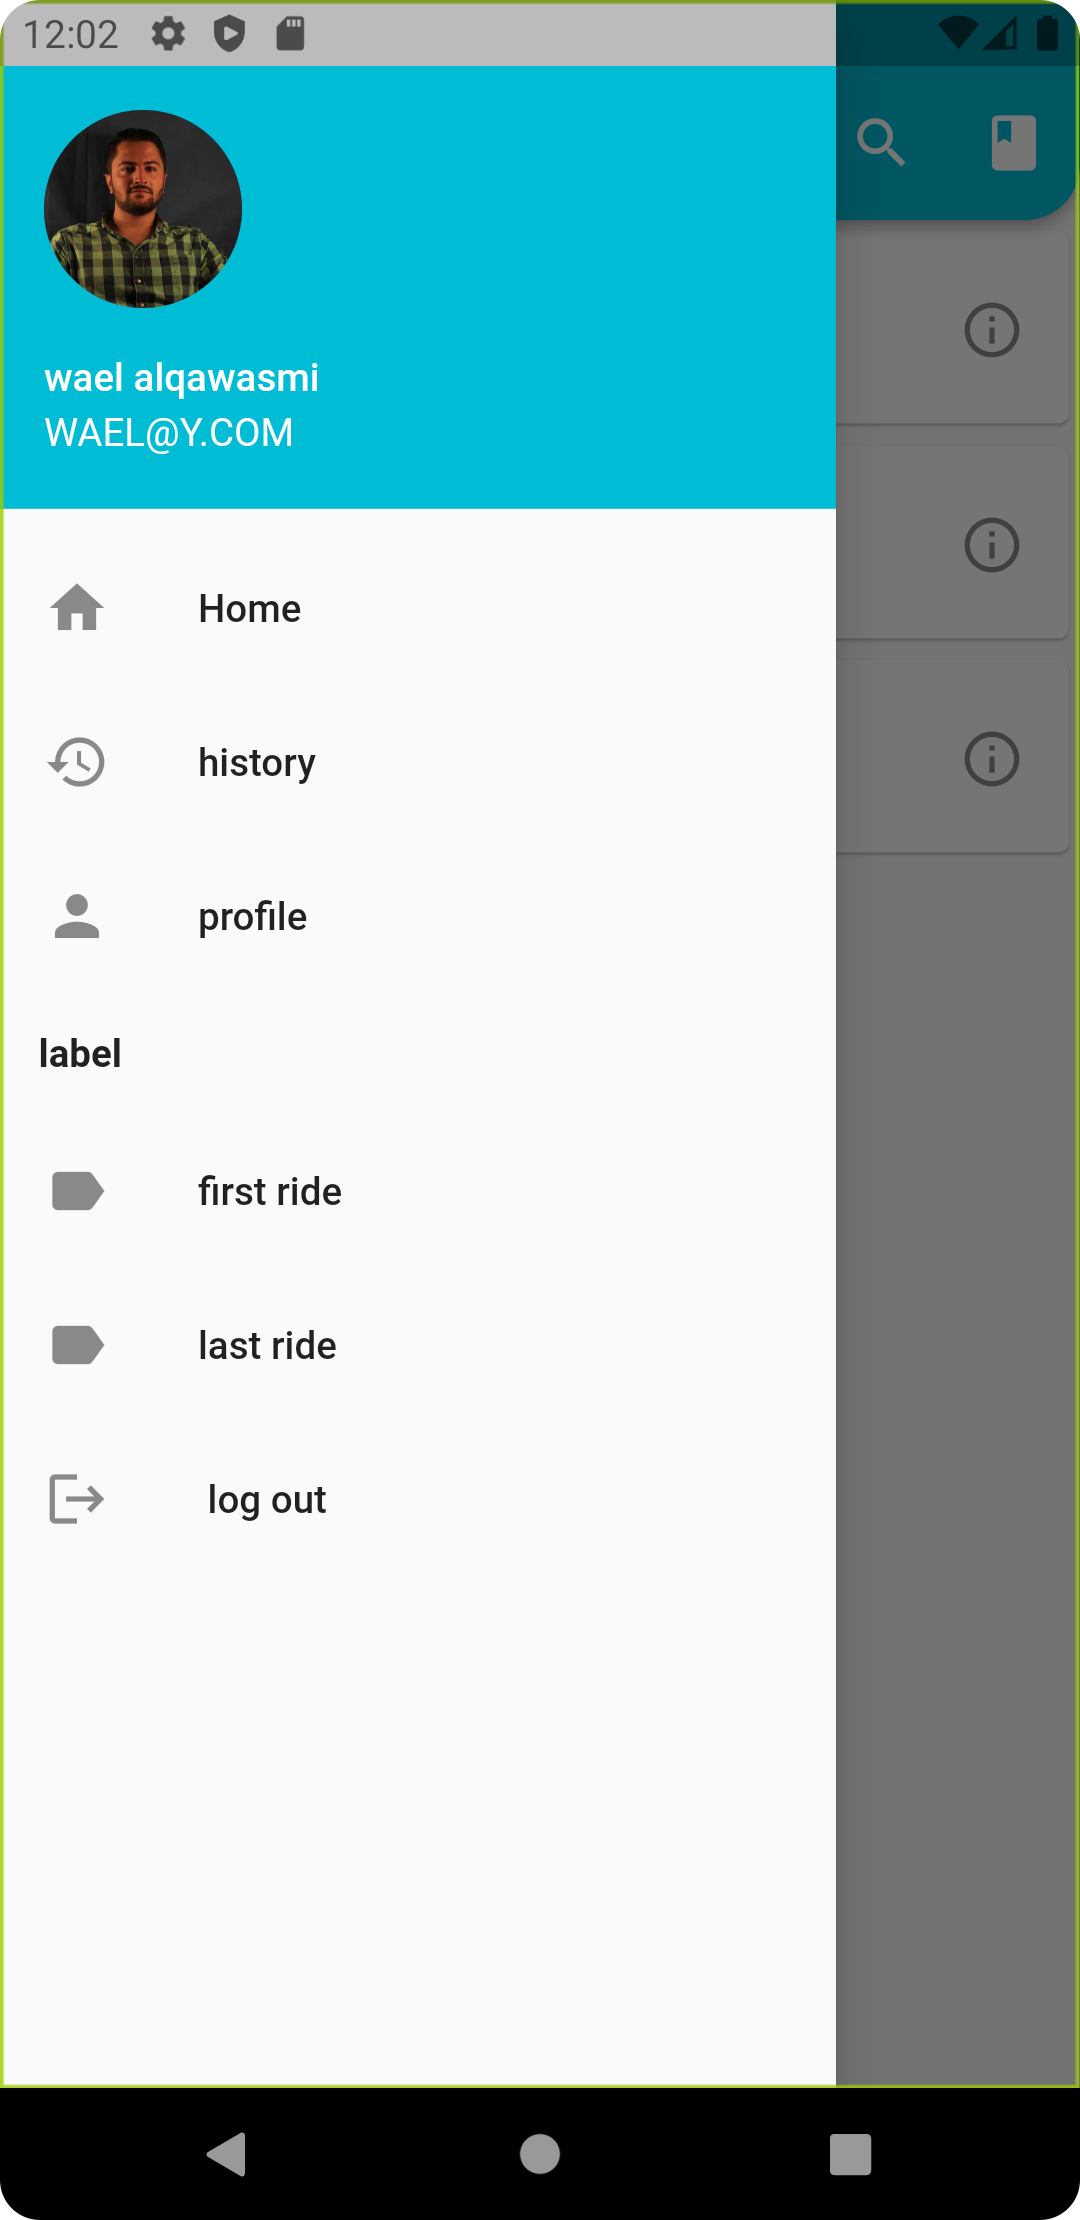 12:02
wael alqawasmi
WAEL@Y.COM
Home
history
profile
label
first ride
last ride
log out